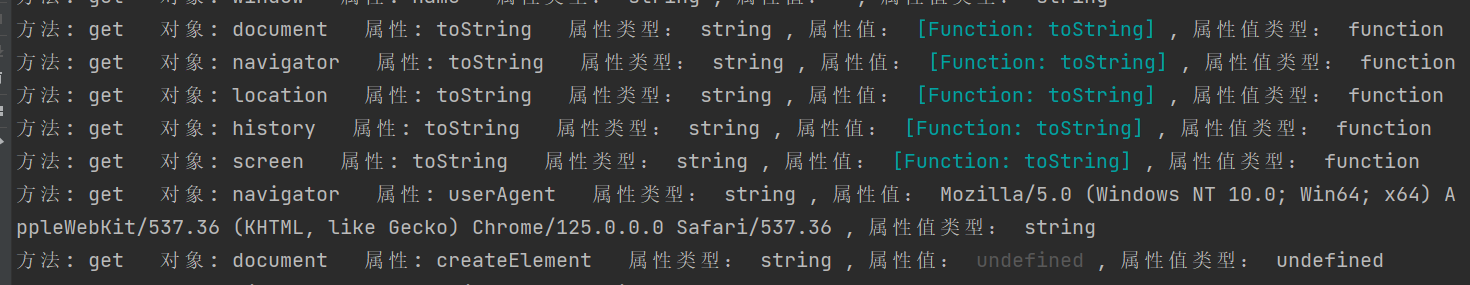 方法: get   对象: window   属性: name   属性类型:  string , 属性值:   , 属性值类型:  string
方法: get   对象: document   属性: toString   属性类型:  string , 属性值:  [Function: toString] , 属性值类型:  function
方法: get   对象: navigator   属性: toString   属性类型:  string , 属性值:  [Function: toString] , 属性值类型:  function
方法: get   对象: location   属性: toString   属性类型:  string , 属性值:  [Function: toString] , 属性值类型:  function
方法: get   对象: history   属性: toString   属性类型:  string , 属性值:  [Function: toString] , 属性值类型:  function
方法: get   对象: screen   属性: toString   属性类型:  string , 属性值:  [Function: toString] , 属性值类型:  function
方法: get   对象: navigator   属性: userAgent   属性类型:  string , 属性值:  Mozilla/5.0 (Windows NT 10.0; Win64; x64) A
ppleWebKit/537.36 (KHTML, like Gecko) Chrome/125.0.0.0 Safari/537.36 , 属性值类型:  string
方法: get   对象: document   属性: createElement   属性类型:  string , 属性值:  undefined , 属性值类型:  undefined